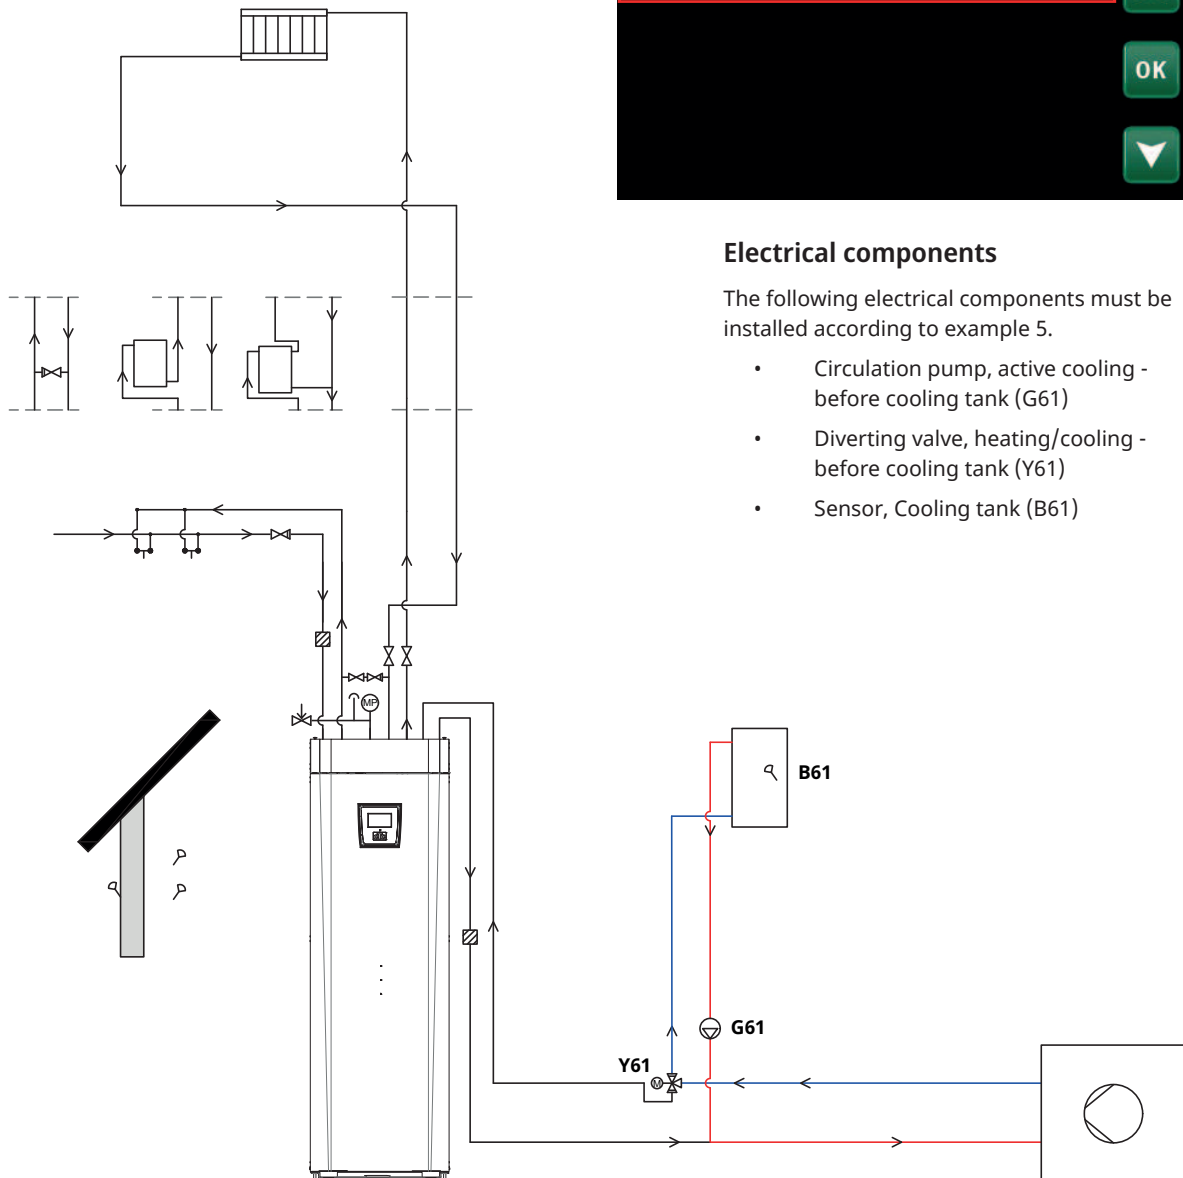 OK
Electrical components
The following electrical components must be
installed according to example 5.
• Circulation pump, active cooling -
before cooling tank (G61)
• Diverting valve, heating/cooling -
before cooling tank (Y61)
• Sensor, Cooling tank (B61)
MP
B61
G61
Y61
M